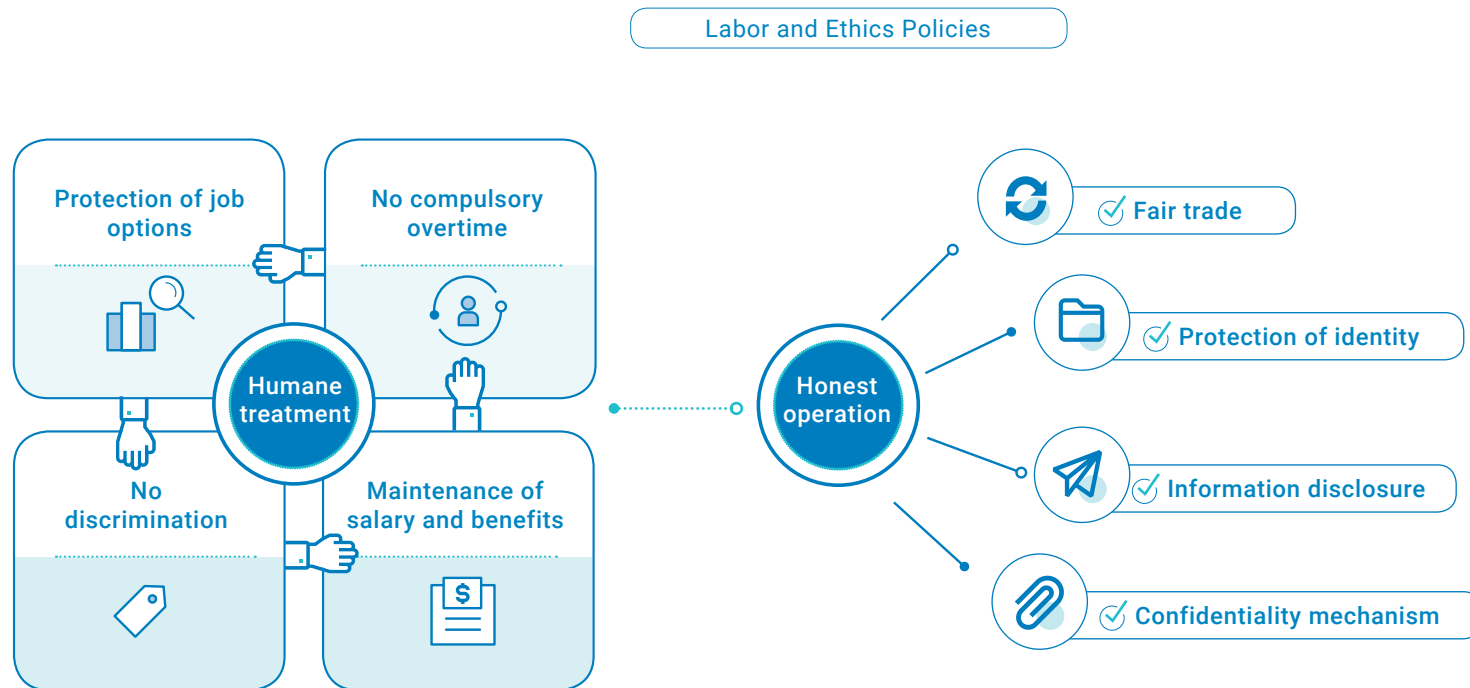 Labor and Ethics Policies
Protection of job
options
No compulsory
overtime
Humane
treatment
No
discrimination
Maintenance of
salary and benefits
$
Honest
operation
Fair trade
Protection of identity
Information disclosure
Confidentiality mechanism